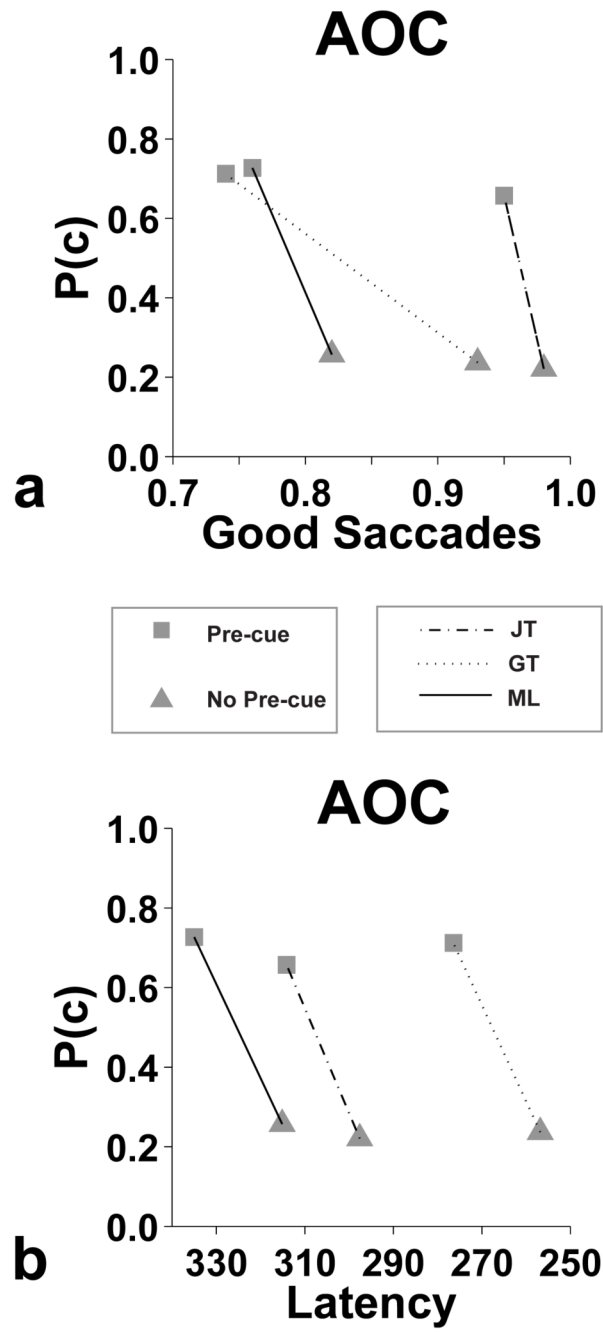 AOC
1.0
0.8
0.6
0.4
0.2
0.0
P(c)
0.7 0.8 0.9 1.0
Good Saccades
a
Pre-cue
No Pre-cue
JT
GT
ML
AOC
1.0
0.8
0.6
0.4
0.2
0.0
P(c)
330 310 290 270 250
Latency
b